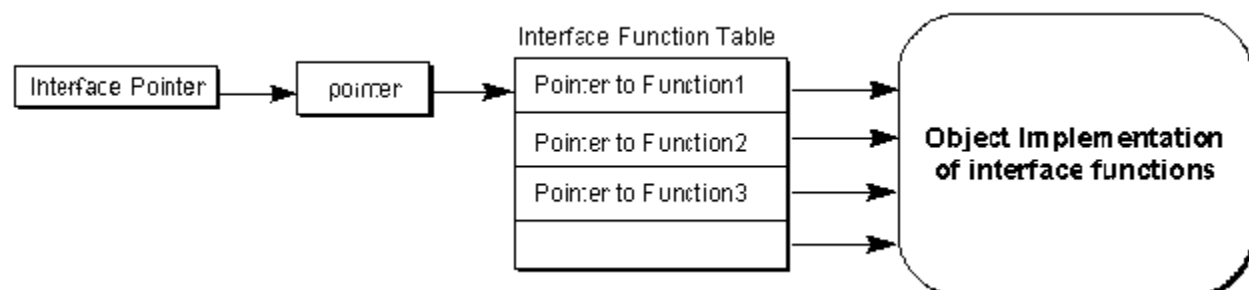 Interface Function Table
Interface Pointer
pointer
Pointer to Function1
Pointer to Function2
Pointer to Function3
Object Implementation
of interface functions